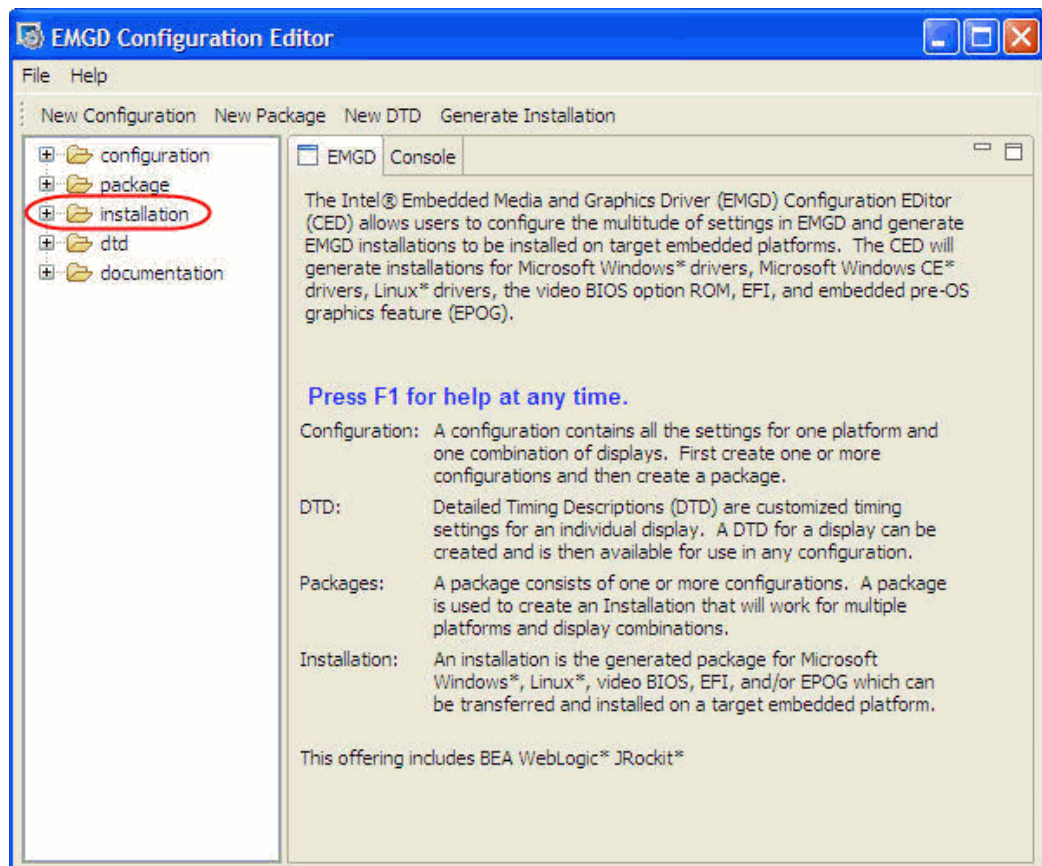 EMGD Configuration Editor
File Help
New Configuration New Package New DTD Generate Installation
configuration
package
installation
dtd
documentation
EMGD Console
The Intel® Embedded Media and Graphics Driver (EMGD) Configuration EDitor
(CED) allows users to configure the multitude of settings in EMGD and generate
EMGD installations to be installed on target embedded platforms. The CED will
generate installations for Microsoft Windows* drivers, Microsoft Windows CE*
drivers, Linux* drivers, the video BIOS option ROM, EFI, and embedded pre-OS
graphics feature (EPOG).
Press F1 for help at any time.
Configuration: A configuration contains all the settings for one platform and
one combination of displays. First create one or more
configurations and then create a package.
DTD: Detailed Timing Descriptions (DTD) are customized timing
settings for an individual display. A DTD for a display can be
created and is then available for use in any configuration.
Packages: A package consists of one or more configurations. A package
is used to create an Installation that will work for multiple
platforms and display combinations.
Installation: An installation is the generated package for Microsoft
Windows*, Linux*, video BIOS, EFI, and/or EPOG which can
be transferred and installed on a target embedded platform.
This offering includes BEA WebLogic* JRockit*